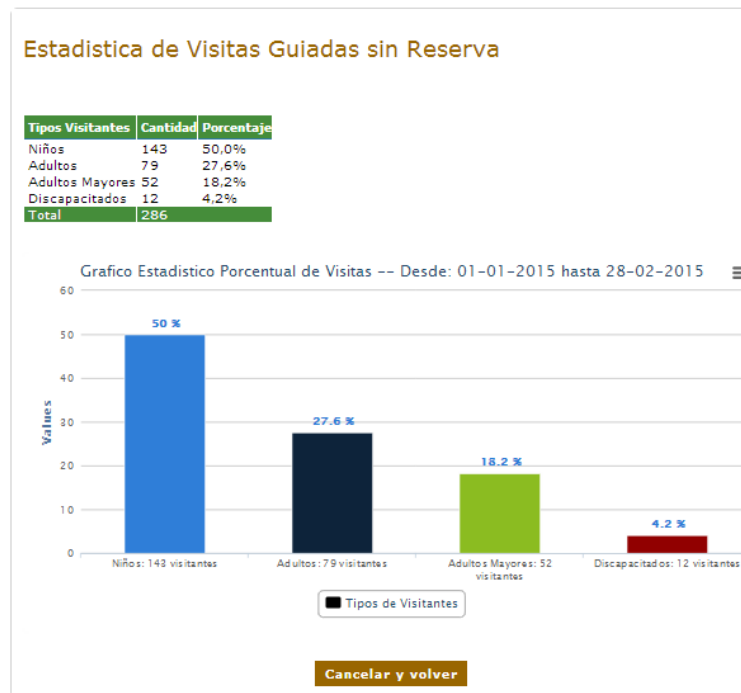 Estadistica de Visitas Guiadas sin Reserva
Tipos Visitantes Cantidad Porcentaje
Niños 143 50,0%
Adultos 79 27,6%
Adultos Mayores 52 18,2%
Discapacitados 12 4,2%
Total 286
Grafico Estadistico Porcentual de Visitas -- Desde: 01-01-2015 hasta 28-02-2015
60
50
40
30
20
10
0
Values
50 %
27.6 %
18.2 %
4.2 %
Niños: 143 visitantes
Adultos: 79 visitantes
Adultos Mayores: 52
visitantes
Discapacitados: 12 visitantes
Tipos de Visitantes
Cancelar y volver